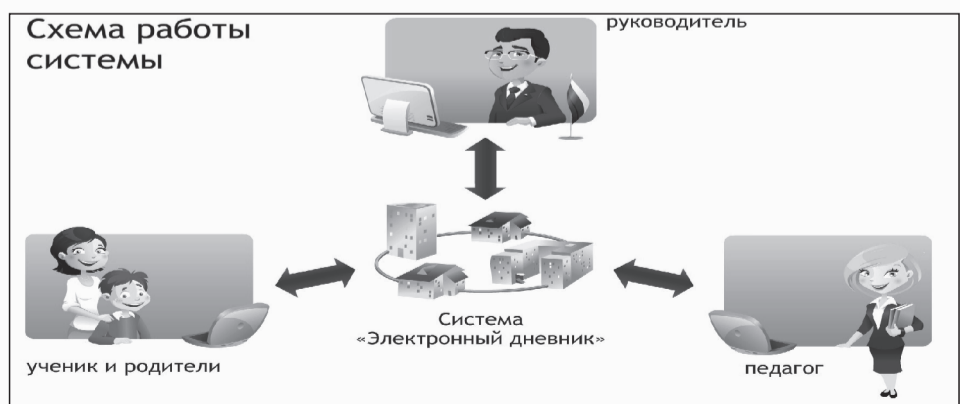 Схема работы
системы
руководитель
Система
«Электронный дневник»
ученик и родители
педагог